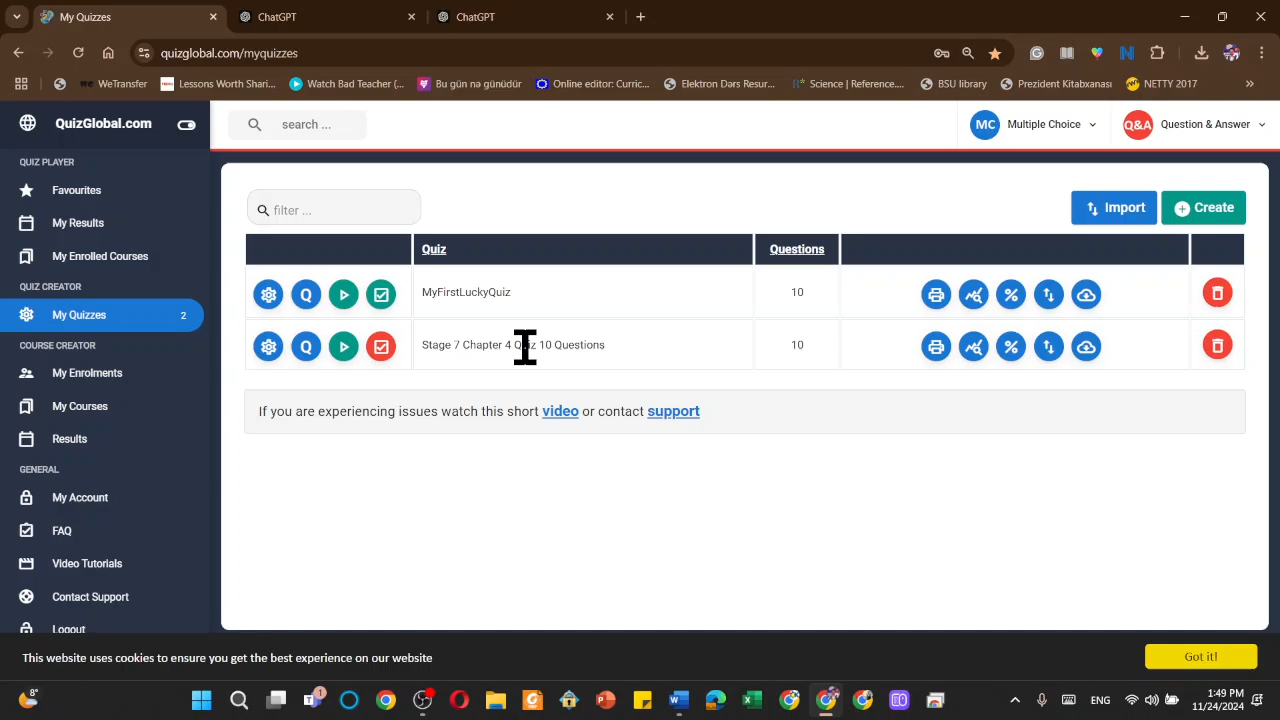 My Quizzes
ChatGPT
ChatGPT
quizglobal.com/myquizzes
WeTransfer
Lessons Worth Shari...
Watch Bad Teacher (...
Bu gün nə günüdür
Online editor: Curric...
Elektron Dərs Resur...
Science | Reference....
BSU library
Prezident Kitabxanası
NETTY 2017
QuizGlobal.com
search ...
MC
Multiple Choice
Q&A
Question & Answer
QUIZ PLAYER
Favourites
My Results
My Enrolled Courses
QUIZ CREATOR
My Quizzes 2
COURSE CREATOR
My Enrolments
My Courses
Results
GENERAL
My Account
FAQ
Video Tutorials
Contact Support
Logout
filter ...
Import
Create
Quiz
Questions
Q
MyFirstLuckyQuiz
10
%
Q
Stage 7 Chapter 4 Quiz 10 Questions
10
%
If you are experiencing issues watch this short video or contact support
This website uses cookies to ensure you get the best experience on our website
Got it!
8°
1
ENG
1:49 PM
11/24/2024